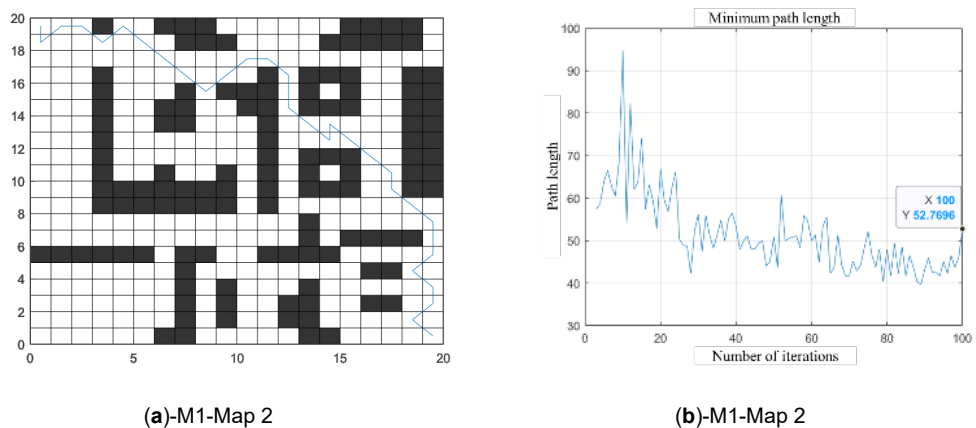 20
18
16
14
12
10
8
6
4
2
0
0 5 10 15 20
Minimum path length
100
90
80
70
60
50
40
30
Path length
X 100
Y 52.7696
0 20 40 60 80 100
Number of iterations
(a)-M1-Map 2
(b)-M1-Map 2